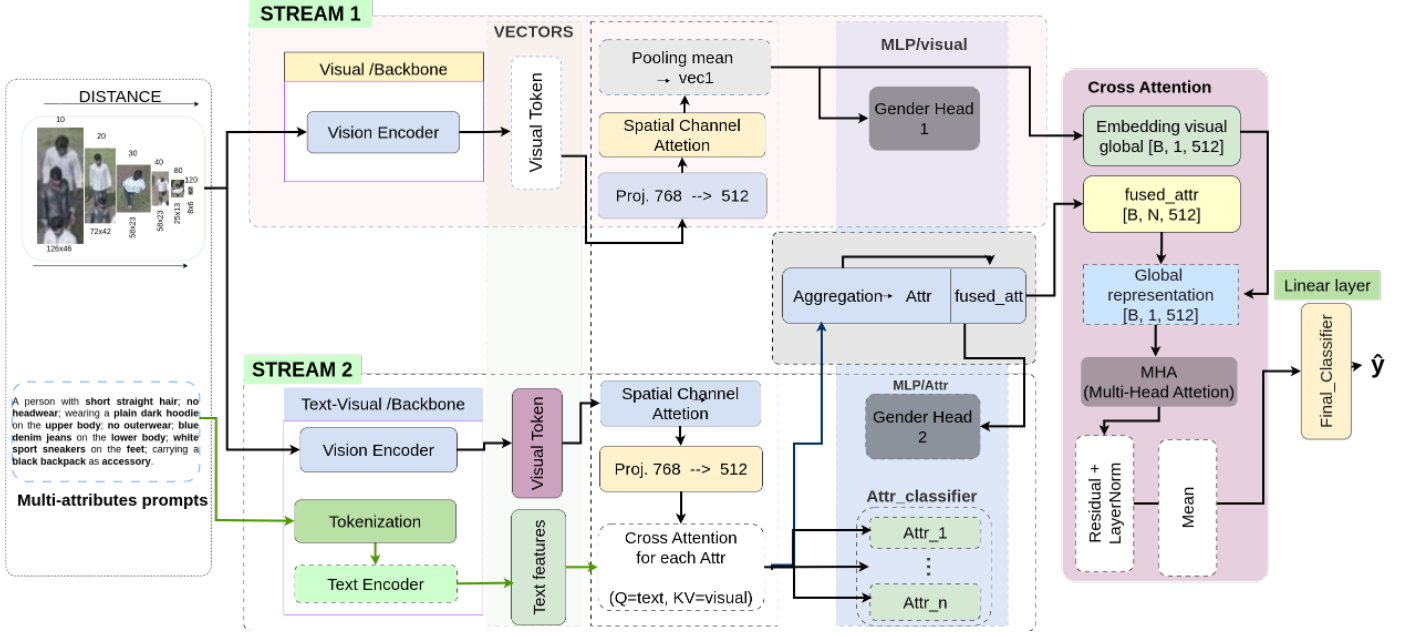 STREAM 1
VECTORS
DISTANCE
10
20
30
40
80
120
126x46
72x42
58x23
58x23
25x13
8x6
Visual /Backbone
Vision Encoder
Visual Token
Pooling mean
→ vec1
Spatial Channel
Attetion
Proj. 768 --> 512
MLP/visual
Gender Head
1
Cross Attention
Embedding visual
global [B, 1, 512]
fused_attr
[B, N, 512]
Global
representation
[B, 1, 512]
MHA
(Multi-Head Attetion)
Residual +
LayerNorm
Mean
Linear layer
Final_Classifier
ŷ
Aggregation→ Attr
fused_att
STREAM 2
A person with short straight hair; no
headwear; wearing a plain dark hoodie
on the upper body; no outerwear; blue
denim jeans on the lower body; white
sport sneakers on the feet; carrying a
black backpack as accessory.
Multi-attributes prompts
Text-Visual /Backbone
Vision Encoder
Tokenization
Text Encoder
Visual Token
Text features
Spatial Channel
Attetion
Proj. 768 --> 512
Cross Attention
for each Attr
(Q=text, KV=visual)
MLP/Attr
Gender Head
2
Attr_classifier
Attr_1
⋮
Attr_n